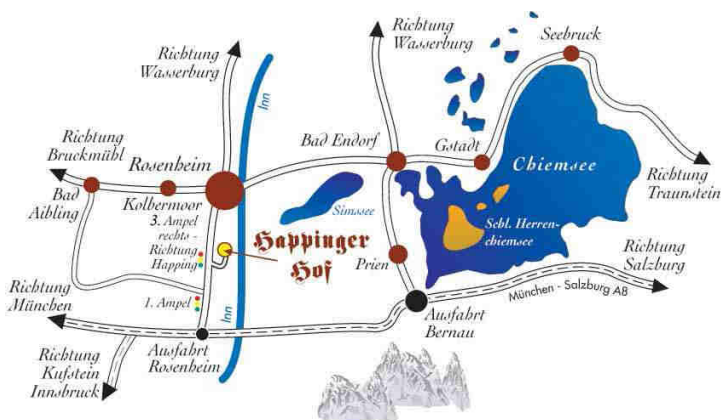 Richtung
Wasserburg
Richtung
Wasserburg
Seebruck
Inn
Richtung
Bruckmühl
Rosenheim
Bad Endorf
Gstadt
Chiemsee
Richtung
Traunstein
Bad
Aibling
Kolbermoor
Simssee
3. Ampel
rechts -
Richtung
Happing
Happinger
Hof
Schl. Herren-
chiemsee
Prien
Richtung
Salzburg
Richtung
München
1. Ampel
Inn
München - Salzburg A8
Ausfahrt
Rosenheim
Ausfahrt
Bernau
Richtung
Kufstein
Innsbruck